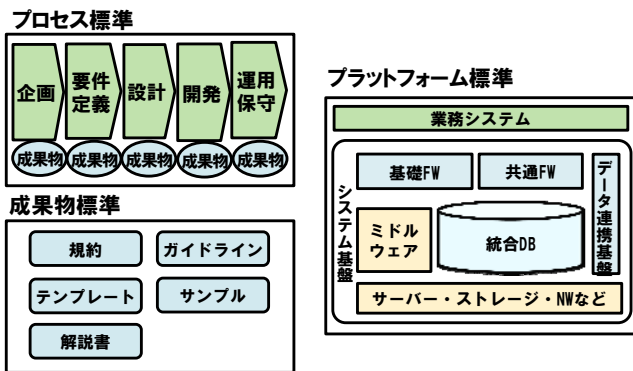 プロセス標準
企画
要件
定義
設計
開発
運用
保守
成果物
成果物
成果物
成果物
成果物
成果物標準
規約
ガイドライン
テンプレート
サンプル
解説書
プラットフォーム標準
業務システム
システム基盤
基礎FW
共通FW
データ連携基盤
ミドル
ウェア
統合DB
サーバー・ストレージ・NWなど